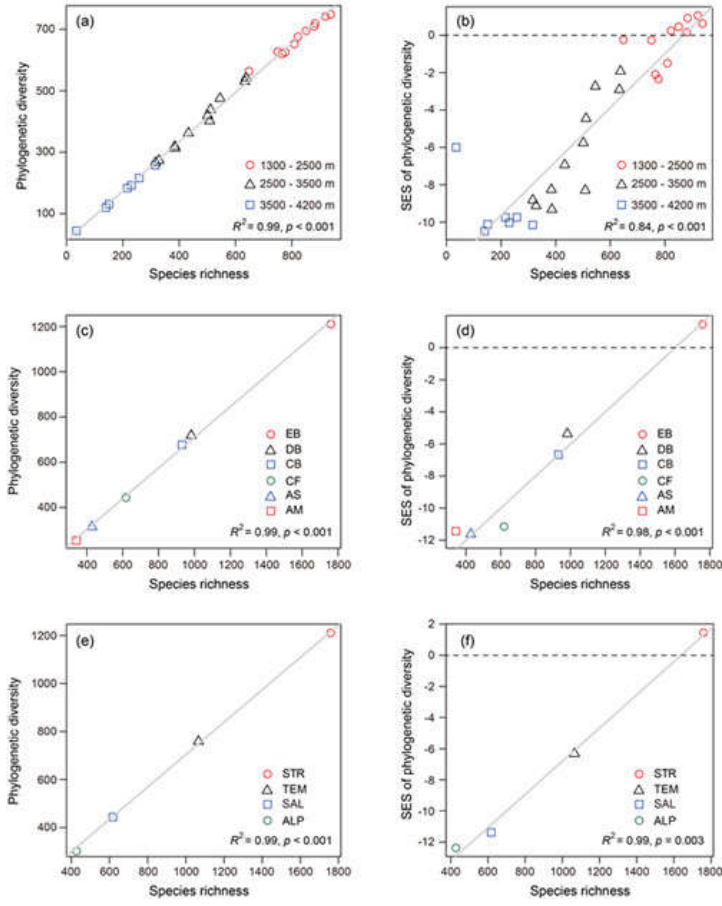 (a)
700
500
300
100
Phylogenetic diversity
1300 - 2500 m
2500 - 3500 m
3500 - 4200 m
R² = 0.99, p < 0.001
0 200 400 600 800
Species richness
(b)
0
-2
-4
-6
-8
-10
SES of phylogenetic diversity
1300 - 2500 m
2500 - 3500 m
3500 - 4200 m
R² = 0.84, p < 0.001
0 200 400 600 800
Species richness
(c)
1200
1000
800
600
400
Phylogenetic diversity
EB
DB
CB
CF
AS
AM
R² = 0.99, p < 0.001
400 600 800 1000 1200 1400 1600 1800
Species richness
(d)
0
-2
-4
-6
-8
-10
-12
SES of phylogenetic diversity
EB
DB
CB
CF
AS
AM
R² = 0.98, p < 0.001
400 600 800 1000 1200 1400 1600 1800
Species richness
(e)
1200
1000
800
600
400
Phylogenetic diversity
STR
TEM
SAL
ALP
R² = 0.99, p < 0.001
400 600 800 1000 1200 1400 1600 1800
Species richness
(f)
2
0
-2
-4
-6
-8
-10
-12
SES of phylogenetic diversity
STR
TEM
SAL
ALP
R² = 0.99, p = 0.003
400 600 800 1000 1200 1400 1600 1800
Species richness